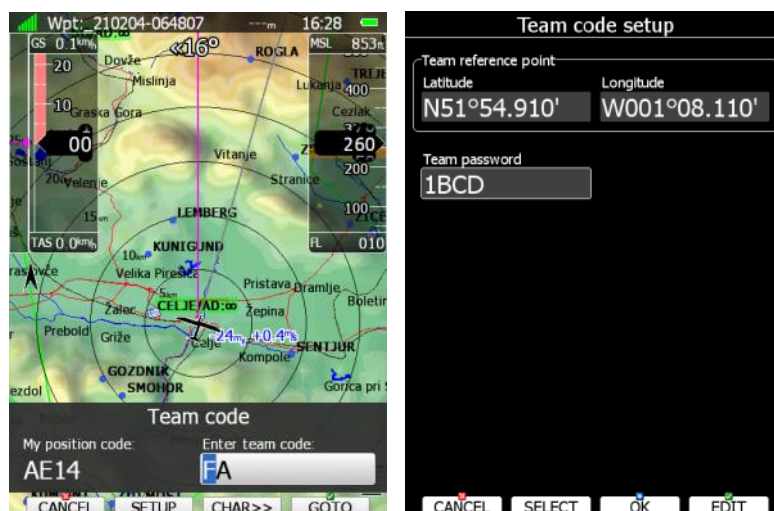 Wpt: 210204-064807 ---m 16:28
GS 0.1km/h
«16°
MSL 853ft
20
Dovže
ROGLA
Mislinja
Lukanja
400
10
Graska Gora
Cezlak
00
260
Vitanje
200
Velenje
Stranice
15km
LEMBERG
100
TAS 0.0km/h
10km
KUNIGUND
FL 010
Velika Pirešica
5km
Pristava
Dramlje
Žalec
CELJE/AD:∞
Zepina
Prebold
Griže
Celje
24m, +0.4m/s
ŠENTJUR
Kompole
GOZDNIK
SMOHOR
Gorica pri
Team code
My position code:
Enter team code:
AE14
FA
CANCEL
SETUP
CHAR>>
GOTO
Team code setup
Team reference point
Latitude
Longitude
N51°54.910'
W001°08.110'
Team password
1BCD
CANCEL
SELECT
OK
EDIT